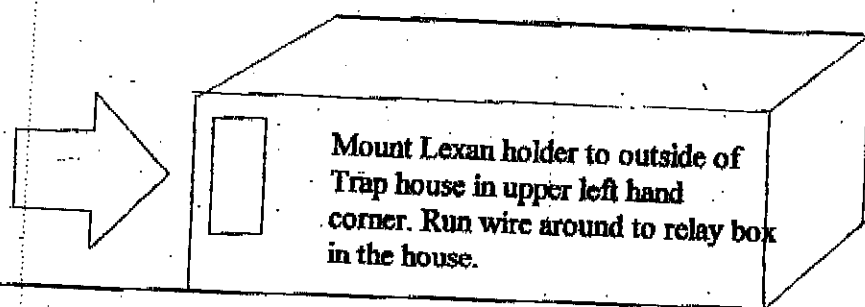 Mount Lexan holder to outside of
Trap house in upper left hand
corner. Run wire around to relay box
in the house.